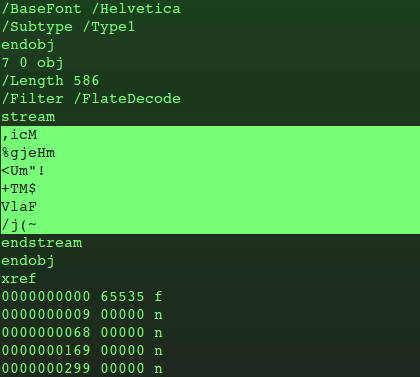 /BaseFont /Helvetica
/Subtype /Type1
endobj
7 0 obj
/Length 586
/Filter /FlateDecode
stream
,icM
%gjeHm
<Um"!
+TM$
VlaF
/j(~
endstream
endobj
xref
0000000000 65535 f
0000000009 00000 n
0000000068 00000 n
0000000169 00000 n
0000000299 00000 n